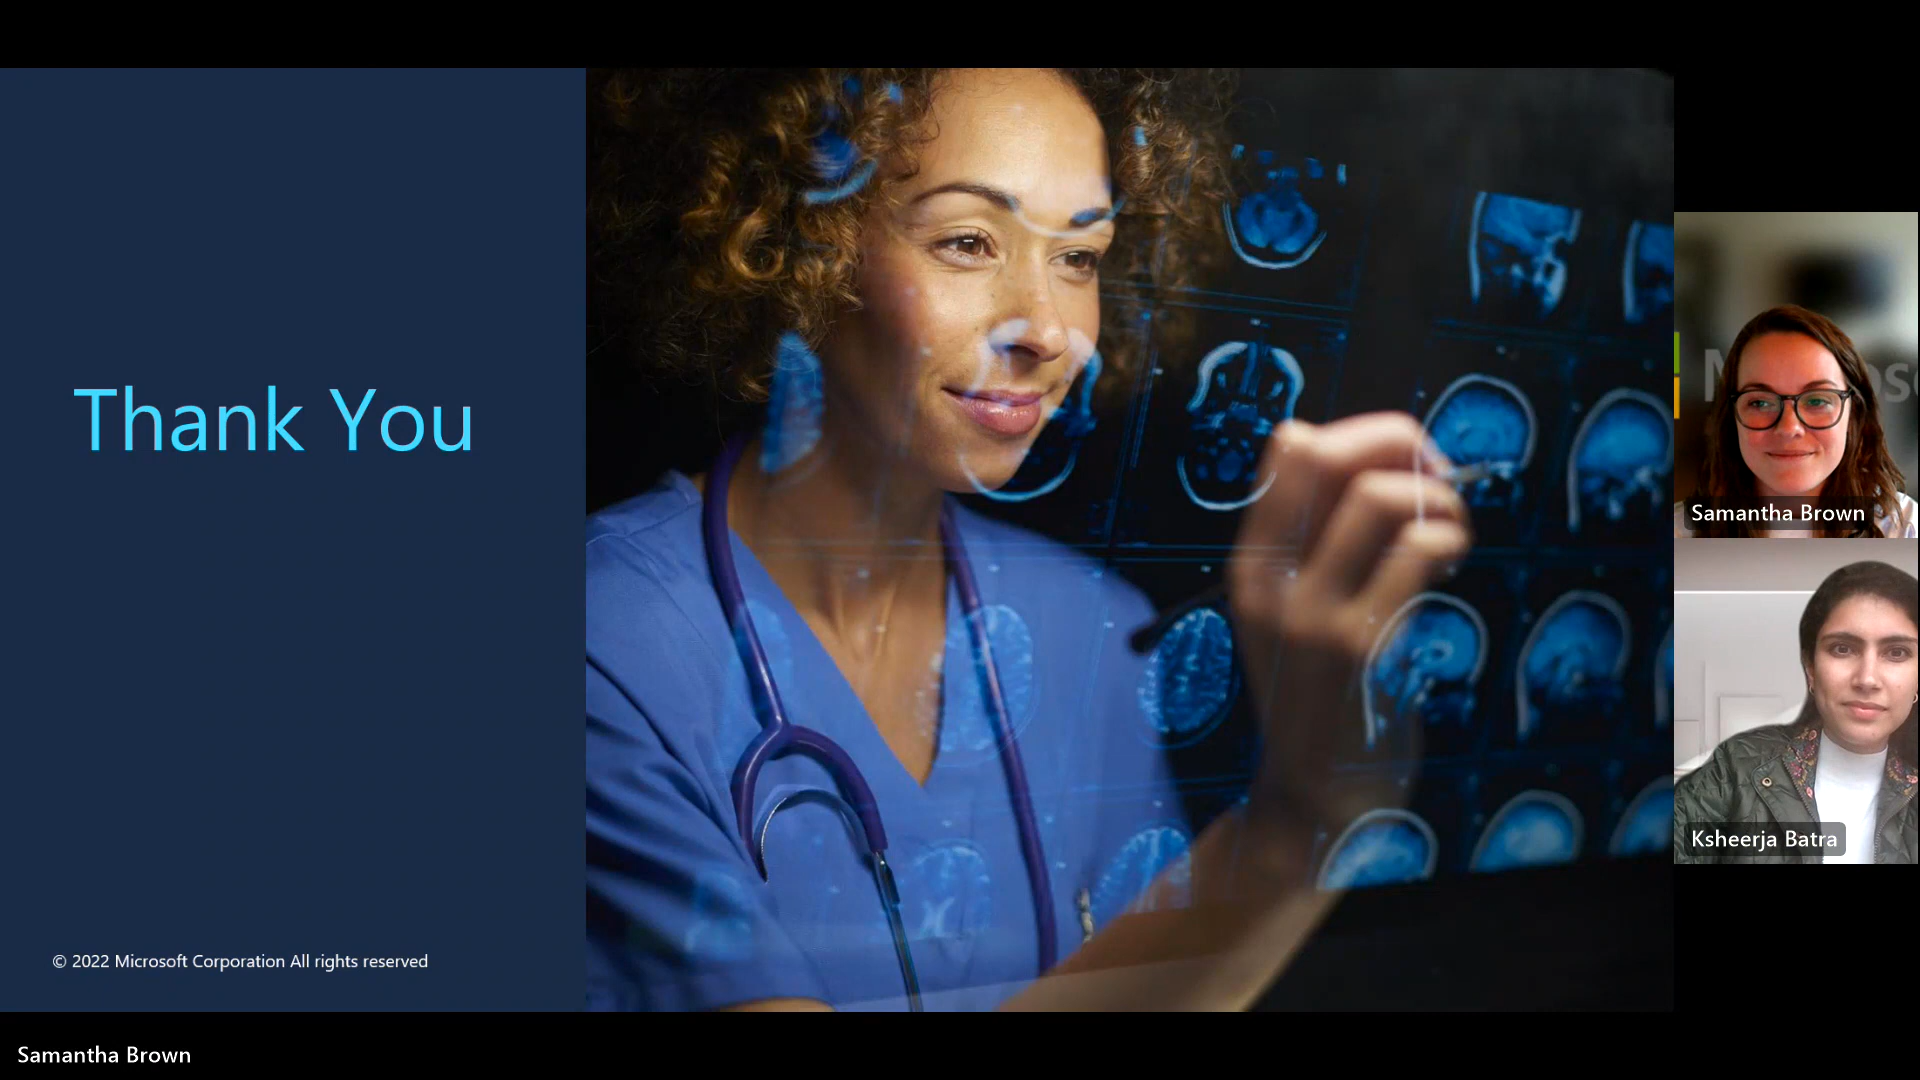 Thank You
© 2022 Microsoft Corporation All rights reserved
Samantha Brown
Ksheerja Batra
Samantha Brown